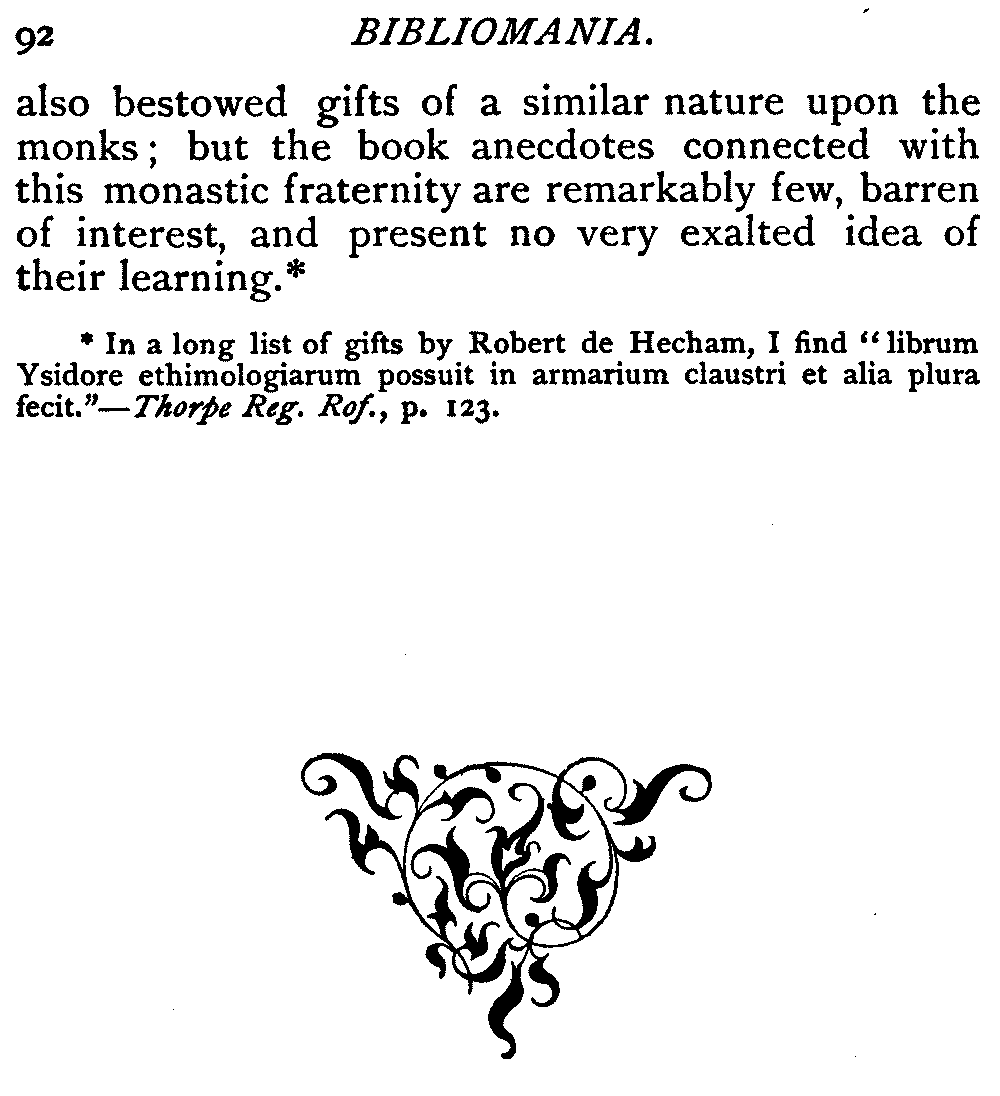 92 BIBLIOMANIA.
also bestowed gifts of a similar nature upon the
monks; but the book anecdotes connected with
this monastic fraternity are remarkably few, barren
of interest, and present no very exalted idea of
their learning.*
* In a long list of gifts by Robert de Hecham, I find “librum
Ysidore ethimologiarum possuit in armarium claustri et alia plura
fecit.”—Thorpe Reg. Rof., p. 123.